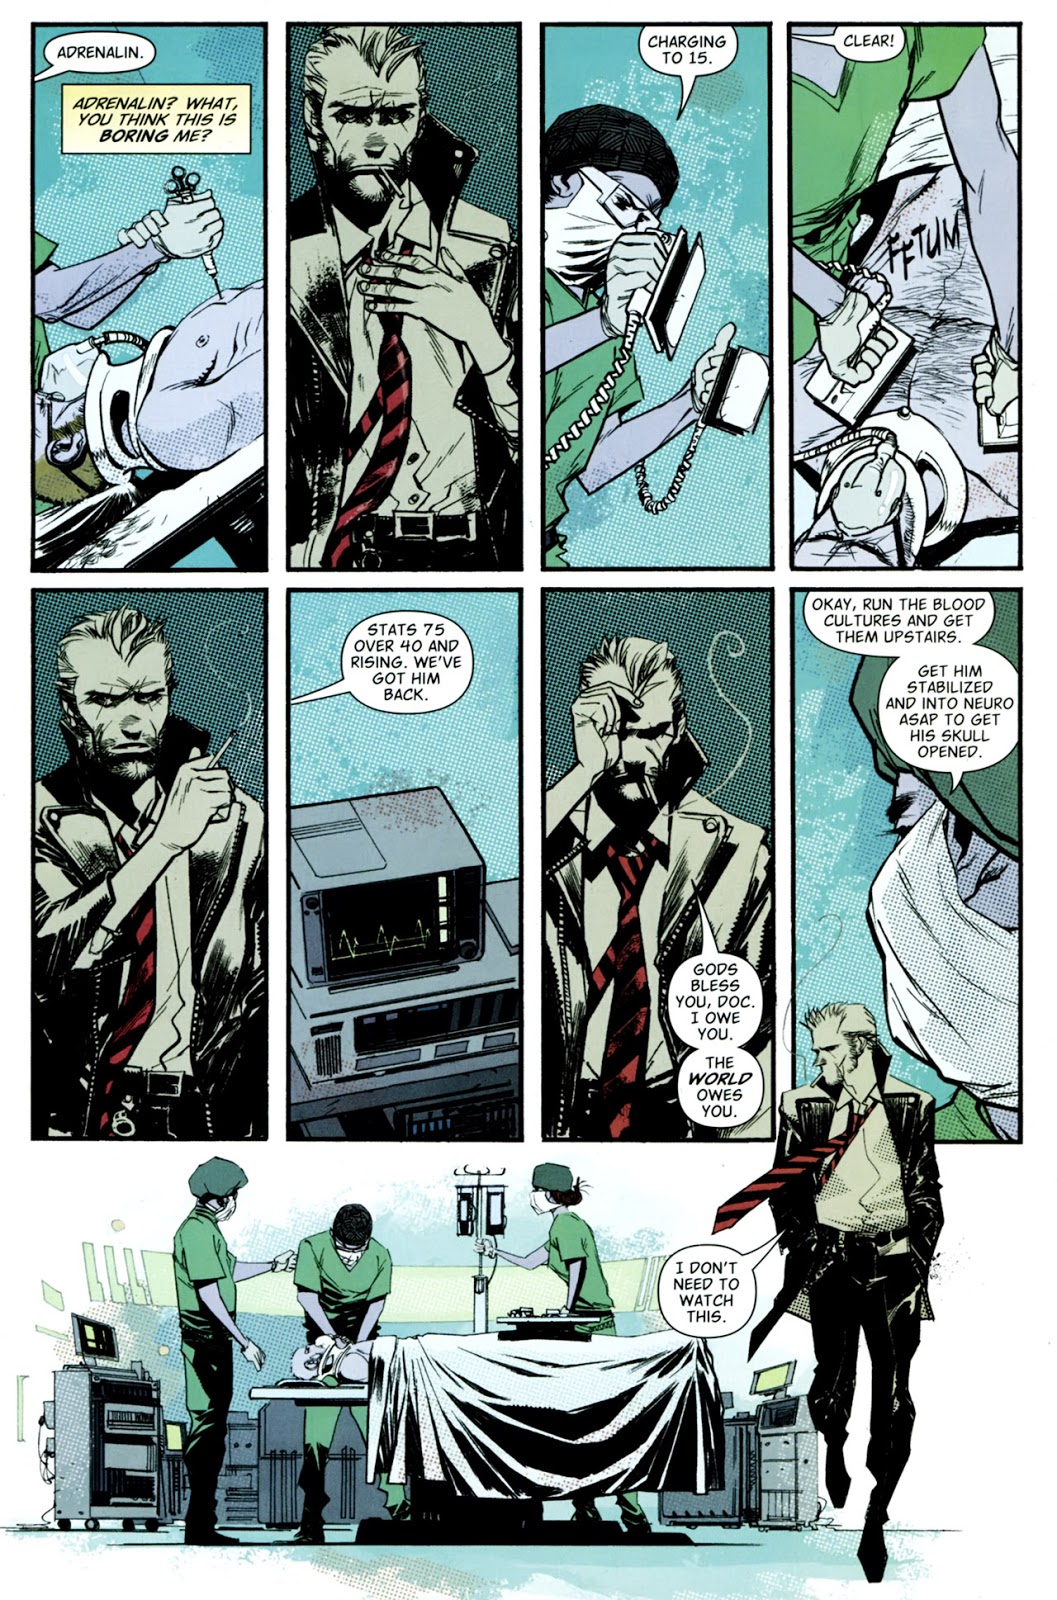 ADRENALIN.
ADRENALIN? WHAT,
YOU THINK THIS IS
BORING ME?
CHARGING
TO 15.
CLEAR!
FFTUM
STATS 75
OVER 40 AND
RISING. WE'VE
GOT HIM
BACK.
GODS
BLESS
YOU, DOC.
I OWE
YOU.
THE
WORLD
OWES
YOU.
OKAY, RUN THE BLOOD
CULTURES AND GET
THEM UPSTAIRS.
GET HIM
STABILIZED
AND INTO NEURO
ASAP TO GET
HIS SKULL
OPENED.
I DON'T
NEED TO
WATCH
THIS.